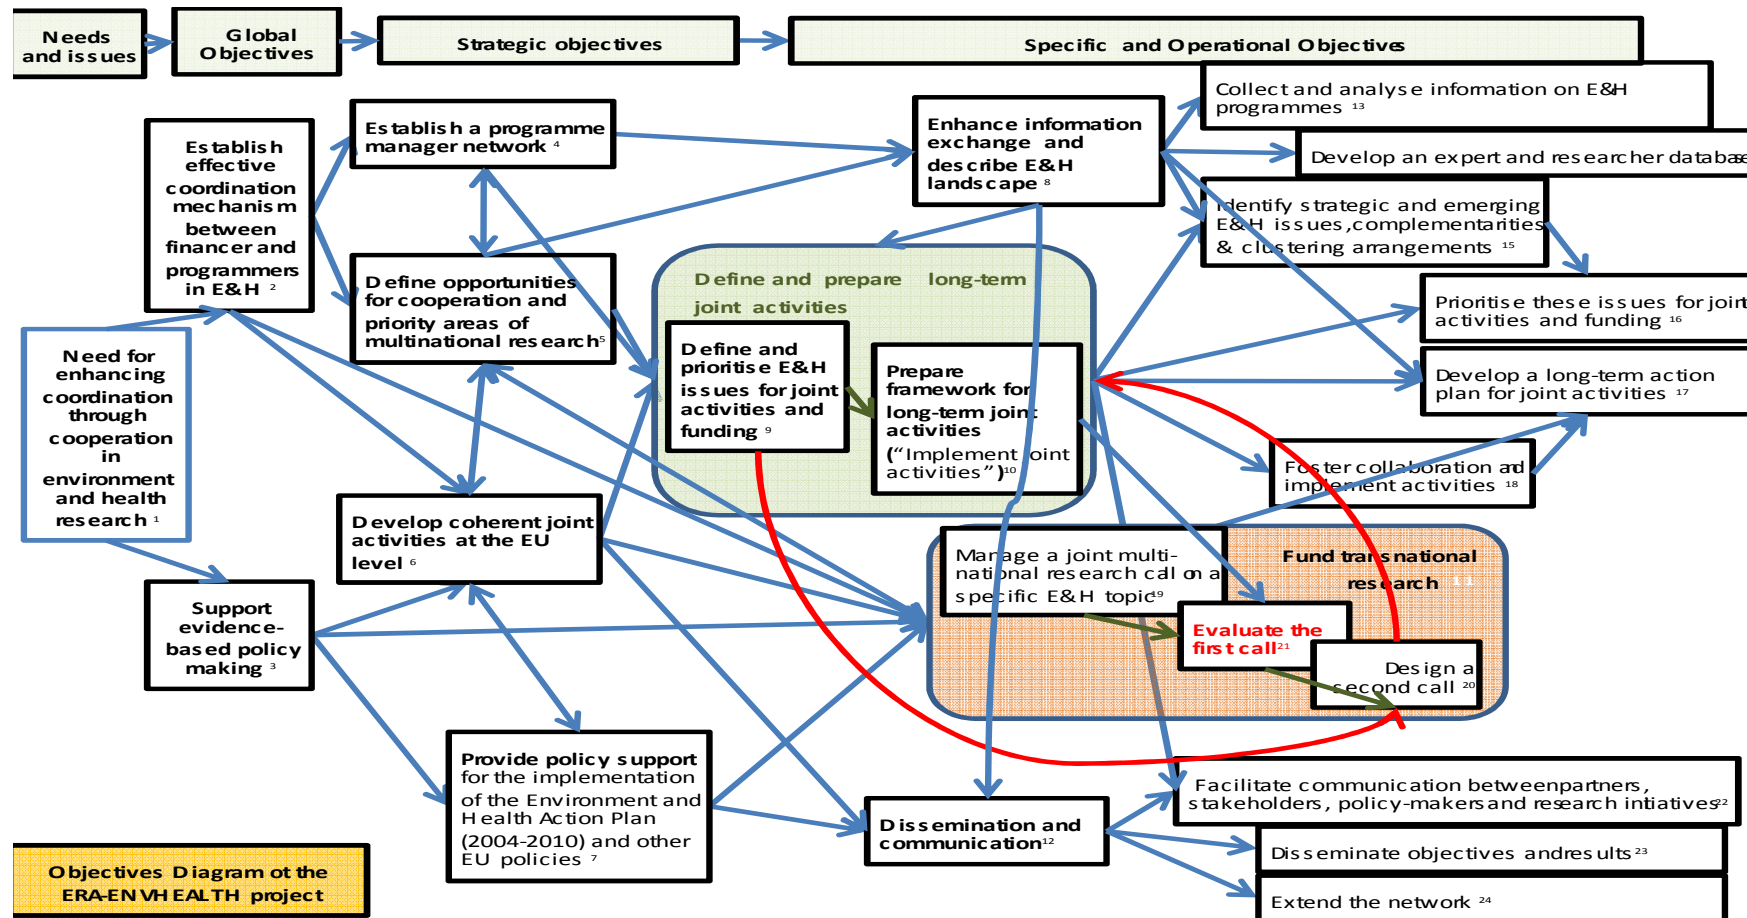 Needs
and issues
Global
Objectives
Strategic objectives
Specific and Operational Objectives
Establish
effective
coordination
mechanism
between
financer and
programmers
in E&H 2
Need for
enhancing
coordination
through
cooperation
in
environment
and health
research 1
Support
evidence-
based policy
making 3
Establish a programme
manager network 4
Define opportunities
for cooperation and
priority areas of
multinational research5
Develop coherent joint
activities at the EU
level 6
Provide policy support
for the implementation
of the Environment and
Health Action Plan
(2004-2010) and other
EU policies 7
Enhance information
exchange and
describe E&H
landscape 8
Define and prepare long-term
joint activities
Define and
prioritise E&H
issues for joint
activities and
funding 9
Prepare
framework for
long-term joint
activities
("Implement joint
activities")10
Manage a joint multi-
national research call on a
specific E&H topic19
Fund transnational
research 11
Evaluate the
first call21
Design a
second call 20
Dissemination and
communication12
Collect and analyse information on E&H
programmes 13
Develop an expert and researcher database
Identify strategic and emerging
E&H issues,complementarities
& clustering arrangements 15
Prioritise these issues for joint
activities and funding 16
Develop a long-term action
plan for joint activities 17
Foster collaboration and
implement activities 18
Facilitate communication betweenpartners,
stakeholders, policy-makersand research intiatives22
Disseminate objectives andresults23
Extend the network 24
Objectives Diagram ot the
ERA-ENVHEALTH project